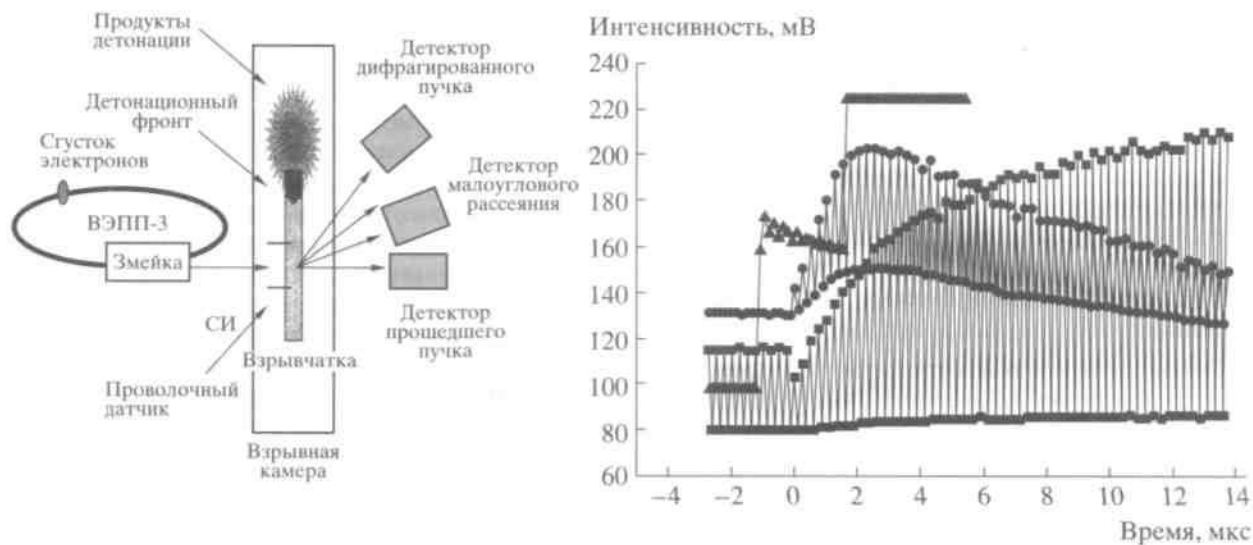 Продукты
детонации
Детонационный
фронт
Сгусток
электронов
ВЭПП-3
Змейка
СИ
Проволочный
датчик
Взрывчатка
Взрывная
камера
Детектор
дифрагированного
пучка
Детектор
малоуглового
рассеяния
Детектор
прошедшего
пучка
Интенсивность, мВ
240
220
200
180
160
140
120
100
80
60
−4 −2 0 2 4 6 8 10 12 14
Время, мкс